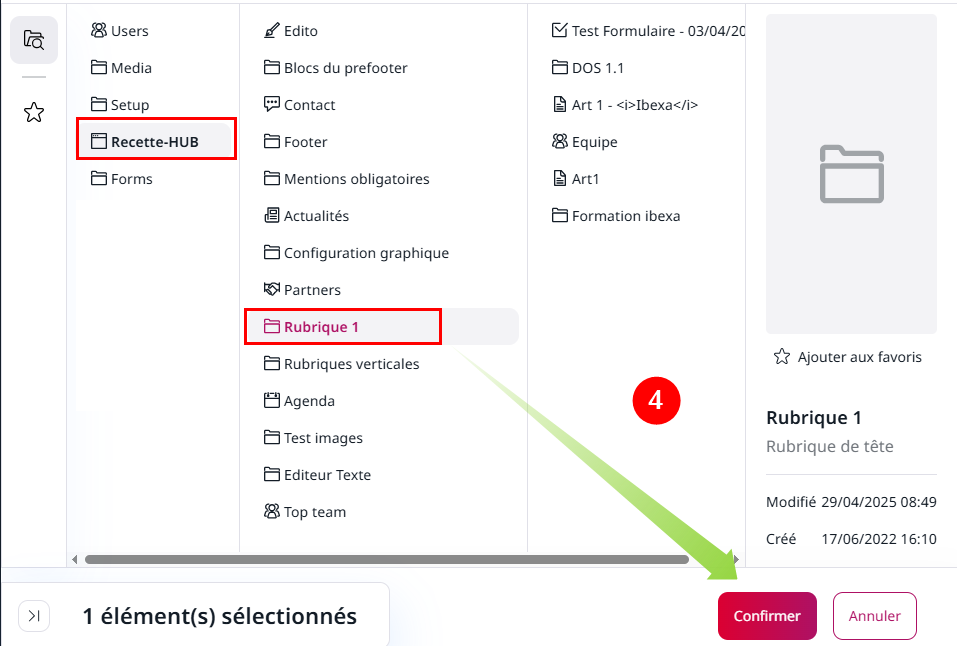 Users
Media
Setup
Recette-HUB
Forms
Edito
Blocs du prefooter
Contact
Footer
Mentions obligatoires
Actualités
Configuration graphique
Partners
Rubrique 1
Rubriques verticales
Agenda
Test images
Editeur Texte
Top team
Test Formulaire - 03/04/20
DOS 1.1
Art 1 - <i>Ibexa</i>
Equipe
Art1
Formation ibexa
4
Ajouter aux favoris
Rubrique 1
Rubrique de tête
Modifié 29/04/2025 08:49
Créé 17/06/2022 16:10
1 élément(s) sélectionnés
Confirmer
Annuler